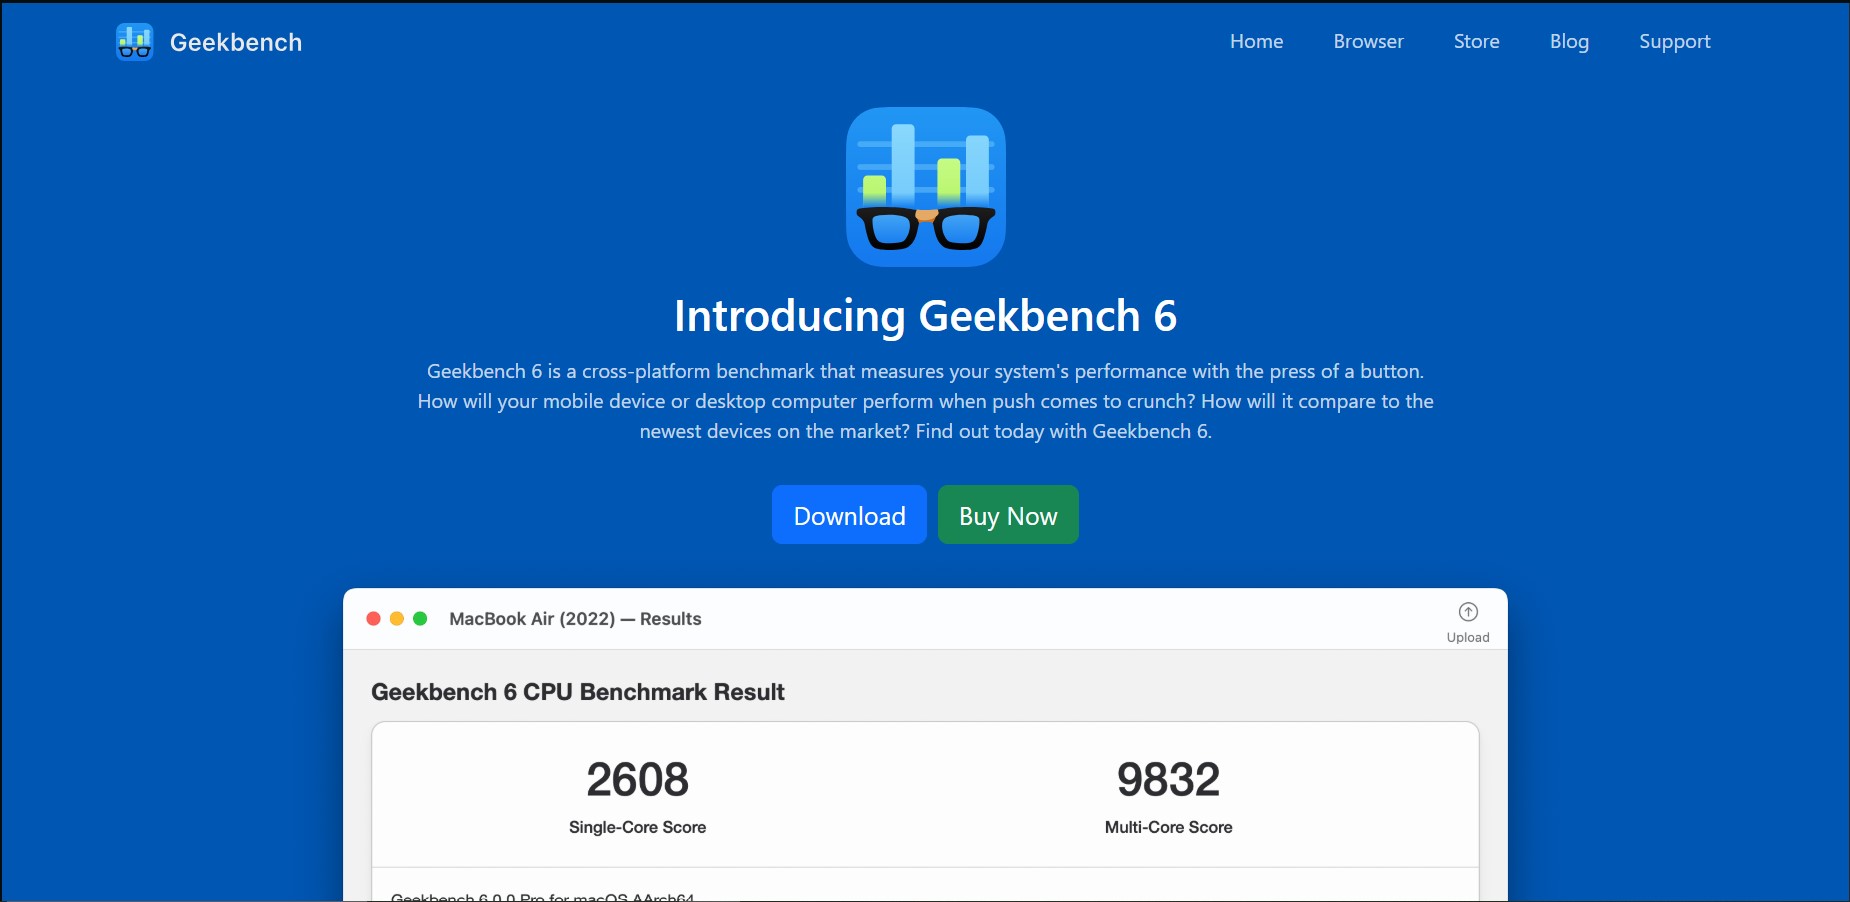 Geekbench
Home Browser Store Blog Support
Introducing Geekbench 6
Geekbench 6 is a cross-platform benchmark that measures your system's performance with the press of a button.
How will your mobile device or desktop computer perform when push comes to crunch? How will it compare to the
newest devices on the market? Find out today with Geekbench 6.
Download Buy Now
MacBook Air (2022) — Results
Upload
Geekbench 6 CPU Benchmark Result
2608 9832
Single-Core Score Multi-Core Score
Geekbench 6.0.0 Pro for macOS AArch64